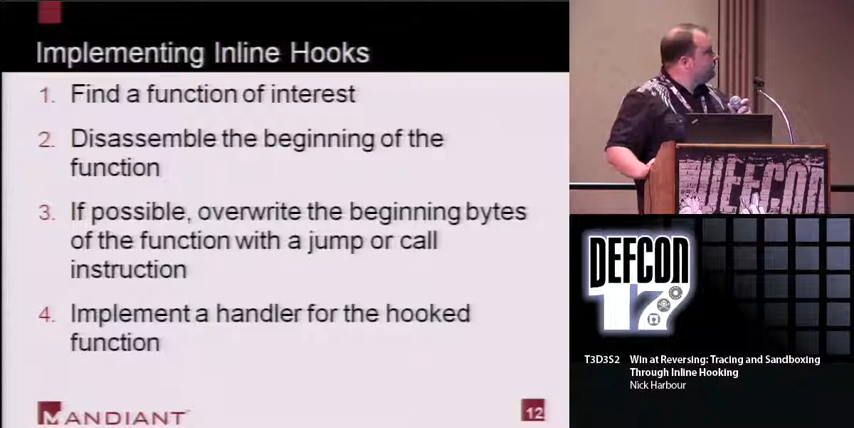 Implementing Inline Hooks
1. Find a function of interest
2. Disassemble the beginning of the
function
3. If possible, overwrite the beginning bytes
of the function with a jump or call
instruction
4. Implement a handler for the hooked
function
MANDIANT
12
DEFCON
DEFCON
17
T3D3S2 Win at Reversing: Tracing and Sandboxing
Through Inline Hooking
Nick Harbour